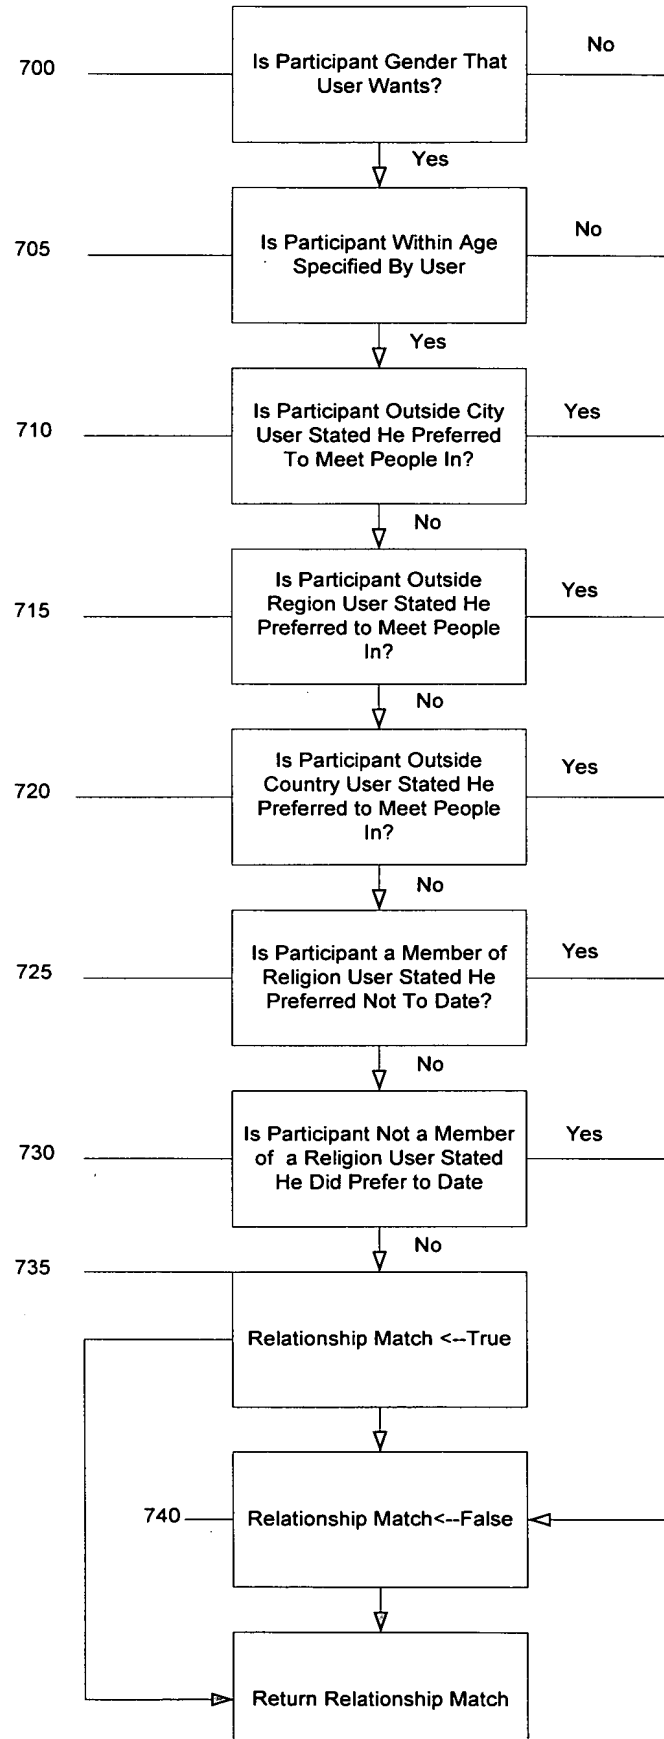 No
700
Is Participant Gender That
User Wants?
Yes
No
705
Is Participant Within Age
Specified By User
Yes
710
Is Participant Outside City
User Stated He Preferred
To Meet People In?
Yes
No
715
Is Participant Outside
Region User Stated He
Preferred to Meet People
In?
Yes
No
720
Is Participant Outside
Country User Stated He
Preferred to Meet People
In?
Yes
No
725
Is Participant a Member of
Religion User Stated He
Preferred Not To Date?
Yes
No
730
Is Participant Not a Member
of a Religion User Stated
He Did Prefer to Date
Yes
No
735
Relationship Match <--True
740
Relationship Match<--False
Return Relationship Match